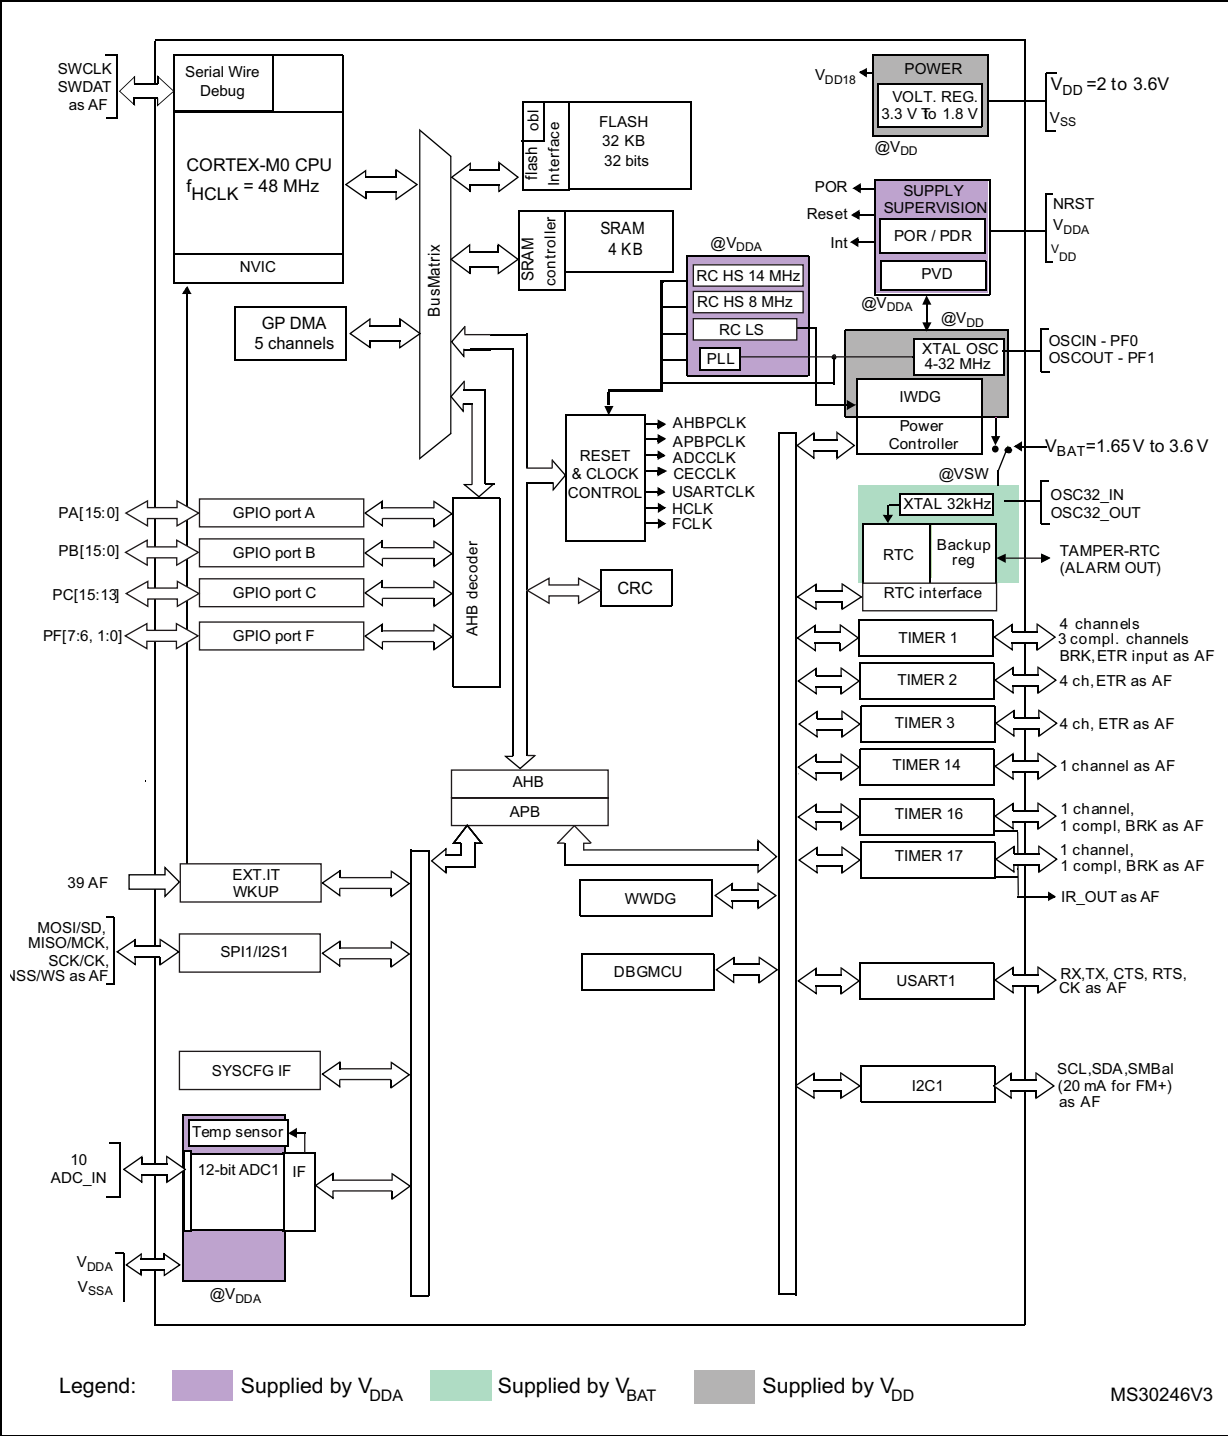 SWCLK
SWDAT
as AF
Serial Wire
Debug
CORTEX-M0 CPU
fHCLK = 48 MHz
NVIC
GP DMA
5 channels
BusMatrix
obl
flash
Interface
FLASH
32 KB
32 bits
SRAM
controller
SRAM
4 KB
@VDDA
RC HS 14 MHz
RC HS 8 MHz
RC LS
PLL
VDD18
POWER
VOLT. REG.
3.3 V To 1.8 V
@VDD
VDD =2 to 3.6V
VSS
POR
Reset
Int
SUPPLY
SUPERVISION
POR / PDR
PVD
@VDDA
@VDD
NRST
VDDA
VDD
XTAL OSC
4-32 MHz
OSCIN - PF0
OSCOUT - PF1
IWDG
Power
Controller
VBAT=1.65 V to 3.6 V
@VSW
RESET
& CLOCK
CONTROL
AHBPCLK
APBPCLK
ADCCLK
CECCLK
USARTCLK
HCLK
FCLK
XTAL 32kHz
OSC32_IN
OSC32_OUT
RTC
Backup
reg
RTC interface
TAMPER-RTC
(ALARM OUT)
PA[15:0]
GPIO port A
PB[15:0]
GPIO port B
PC[15:13]
GPIO port C
PF[7:6, 1:0]
GPIO port F
AHB decoder
CRC
TIMER 1
4 channels
3 compl. channels
BRK,ETR input as AF
TIMER 2
4 ch,ETR as AF
TIMER 3
4 ch, ETR as AF
TIMER 14
1 channel as AF
TIMER 16
1 channel,
1 compl, BRK as AF
TIMER 17
1 channel,
1 compl, BRK as AF
IR_OUT as AF
AHB
APB
39 AF
EXT.IT
WKUP
WWDG
MOSI/SD,
MISO/MCK,
SCK/CK,
NSS/WS as AF
SPI1/I2S1
DBGMCU
USART1
RX,TX, CTS, RTS,
CK as AF
SYSCFG IF
I2C1
SCL,SDA,SMBal
(20 mA for FM+)
as AF
Temp sensor
10
ADC_IN
12-bit ADC1
IF
VDDA
VSSA
@VDDA
Legend:
Supplied by VDDA
Supplied by VBAT
Supplied by VDD
MS30246V3